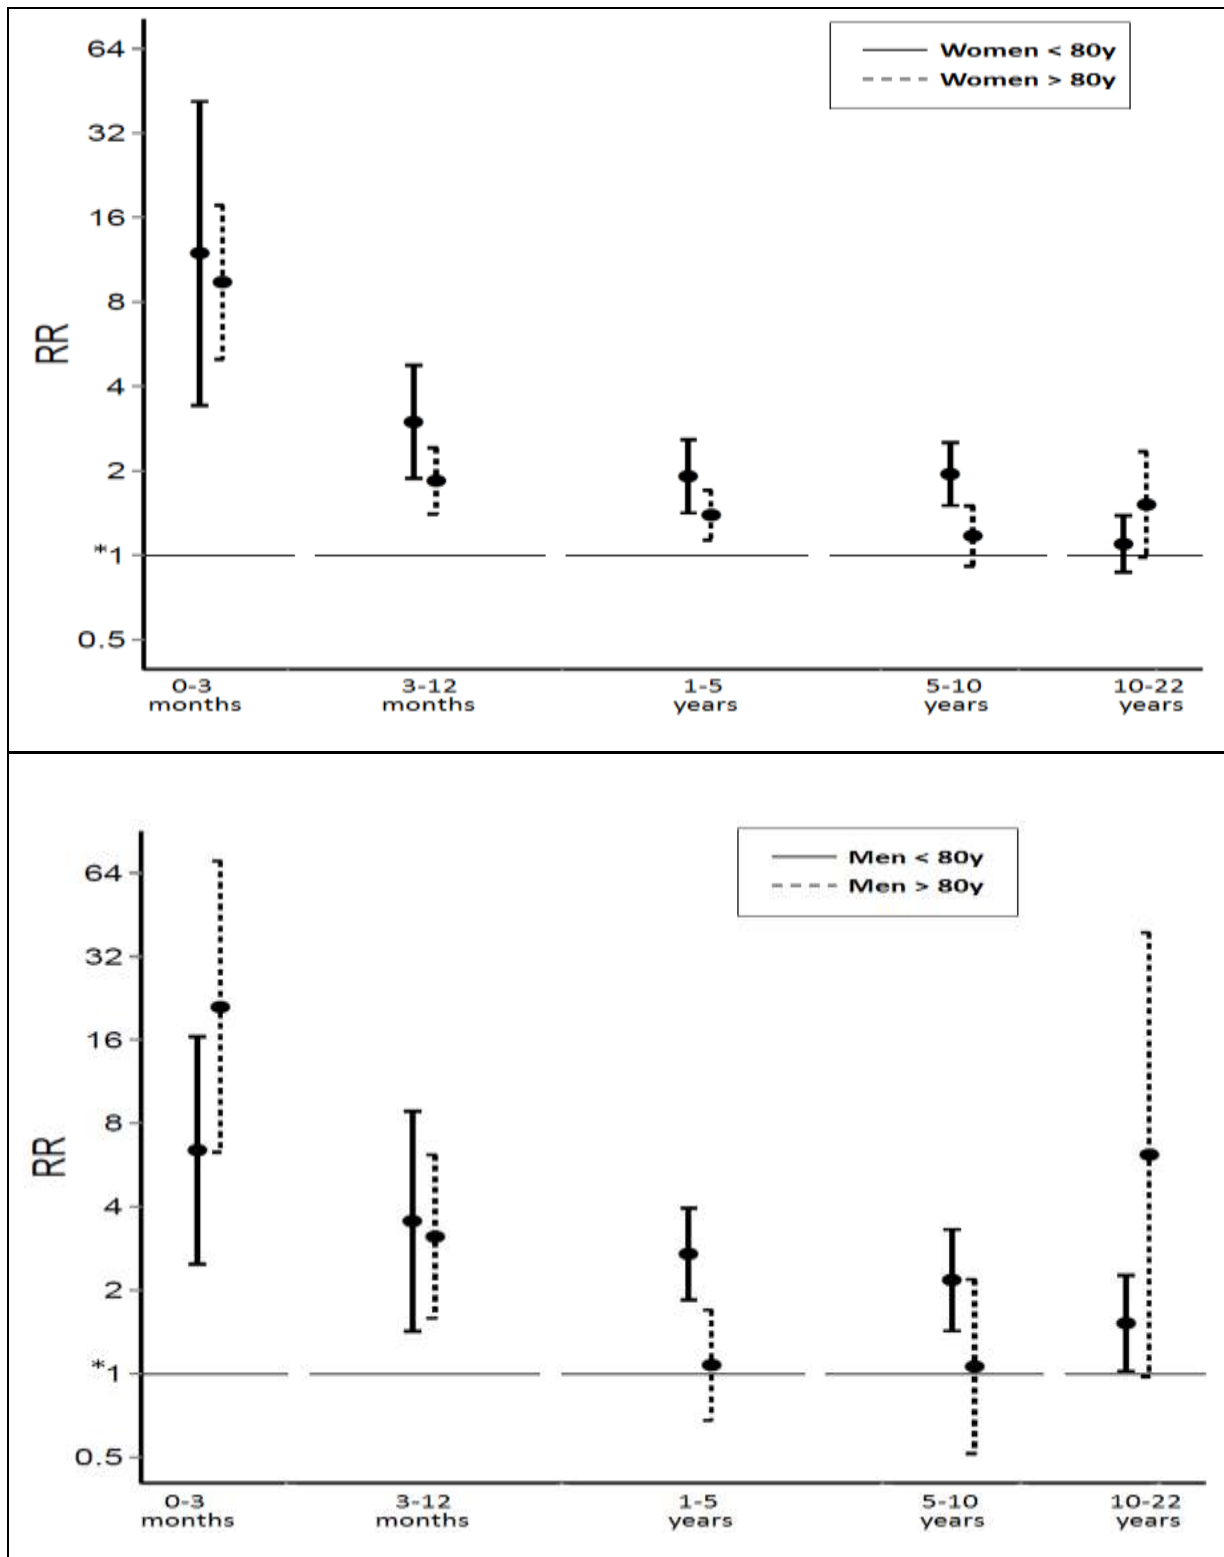 Women < 80y
Women > 80y
64
32
16
8
4
2
*1
0.5
RR
0-3 months
3-12 months
1-5 years
5-10 years
10-22 years
Men < 80y
Men > 80y
64
32
16
8
4
2
*1
0.5
RR
0-3 months
3-12 months
1-5 years
5-10 years
10-22 years